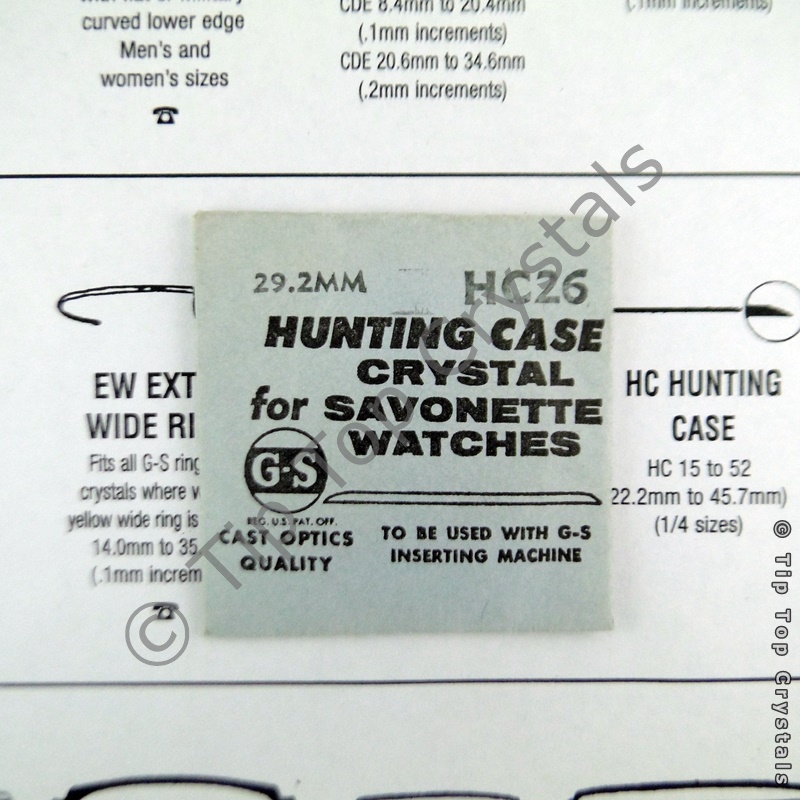 curved lower edge
Men's and
women's sizes
CDE 8.4mm to 20.4mm
(.1mm increments)
CDE 20.6mm to 34.6mm
(.2mm increments)
(.1mm increments)
29.2MM
HC26
HUNTING CASE
CRYSTAL
for SAVONETTE
WATCHES
G-S
REG. U.S. PAT. OFF.
CAST OPTICS
QUALITY
TO BE USED WITH G-S
INSERTING MACHINE
EW EXT
WIDE RI
Fits all G-S ring
crystals where
yellow wide ring is
14.0mm to 35
(.1mm increm
HC HUNTING
CASE
HC 15 to 52
22.2mm to 45.7mm)
(1/4 sizes)
© Tip Top Crystals
© Tip Top Crystals